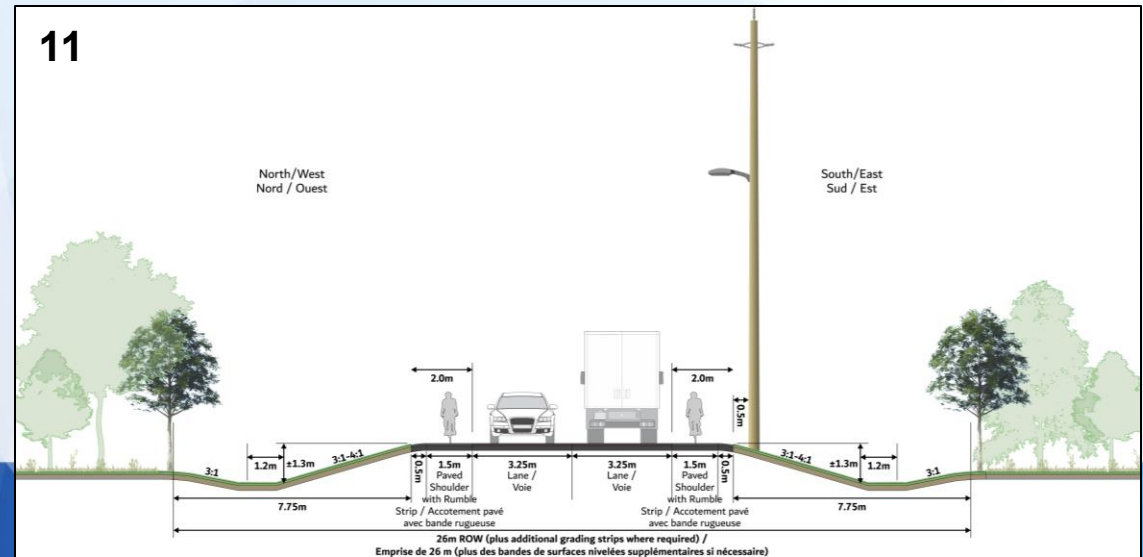 11
North/West
Nord / Ouest
South/East
Sud / Est
2.0m
2.0m
0.5m
3:1
1.2m
±1.3m
3:1-4:1
0.5m
1.5m
Paved
Shoulder
with Rumble
Strip / Accotement pavé
avec bande rugueuse
3.25m
Lane /
Voie
3.25m
Lane /
Voie
1.5m
Paved
Shoulder
with Rumble
Strip / Accotement pavé
avec bande rugueuse
0.5m
3:1-4:1
±1.3m
1.2m
3:1
7.75m
7.75m
26m ROW (plus additional grading strips where required) /
Emprise de 26 m (plus des bandes de surfaces nivelées supplémentaires si nécessaire)